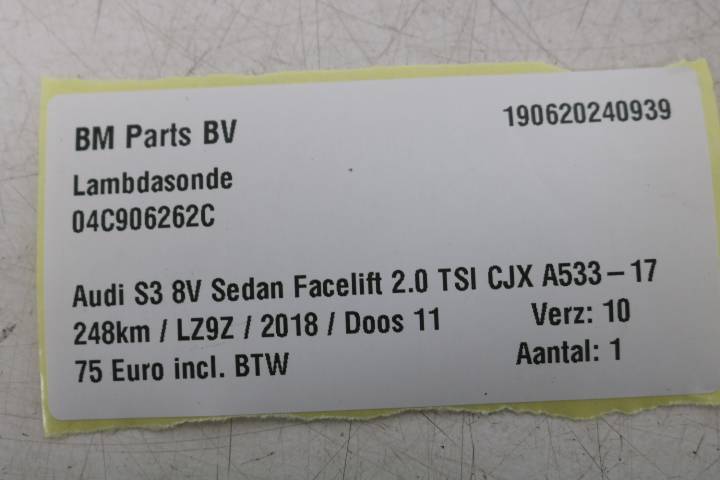 BM Parts BV 190620240939
Lambdasonde
04C906262C
Audi S3 8V Sedan Facelift 2.0 TSI CJX A533-17
248km / LZ9Z / 2018 / Doos 11 Verz: 10
75 Euro incl. BTW Aantal: 1